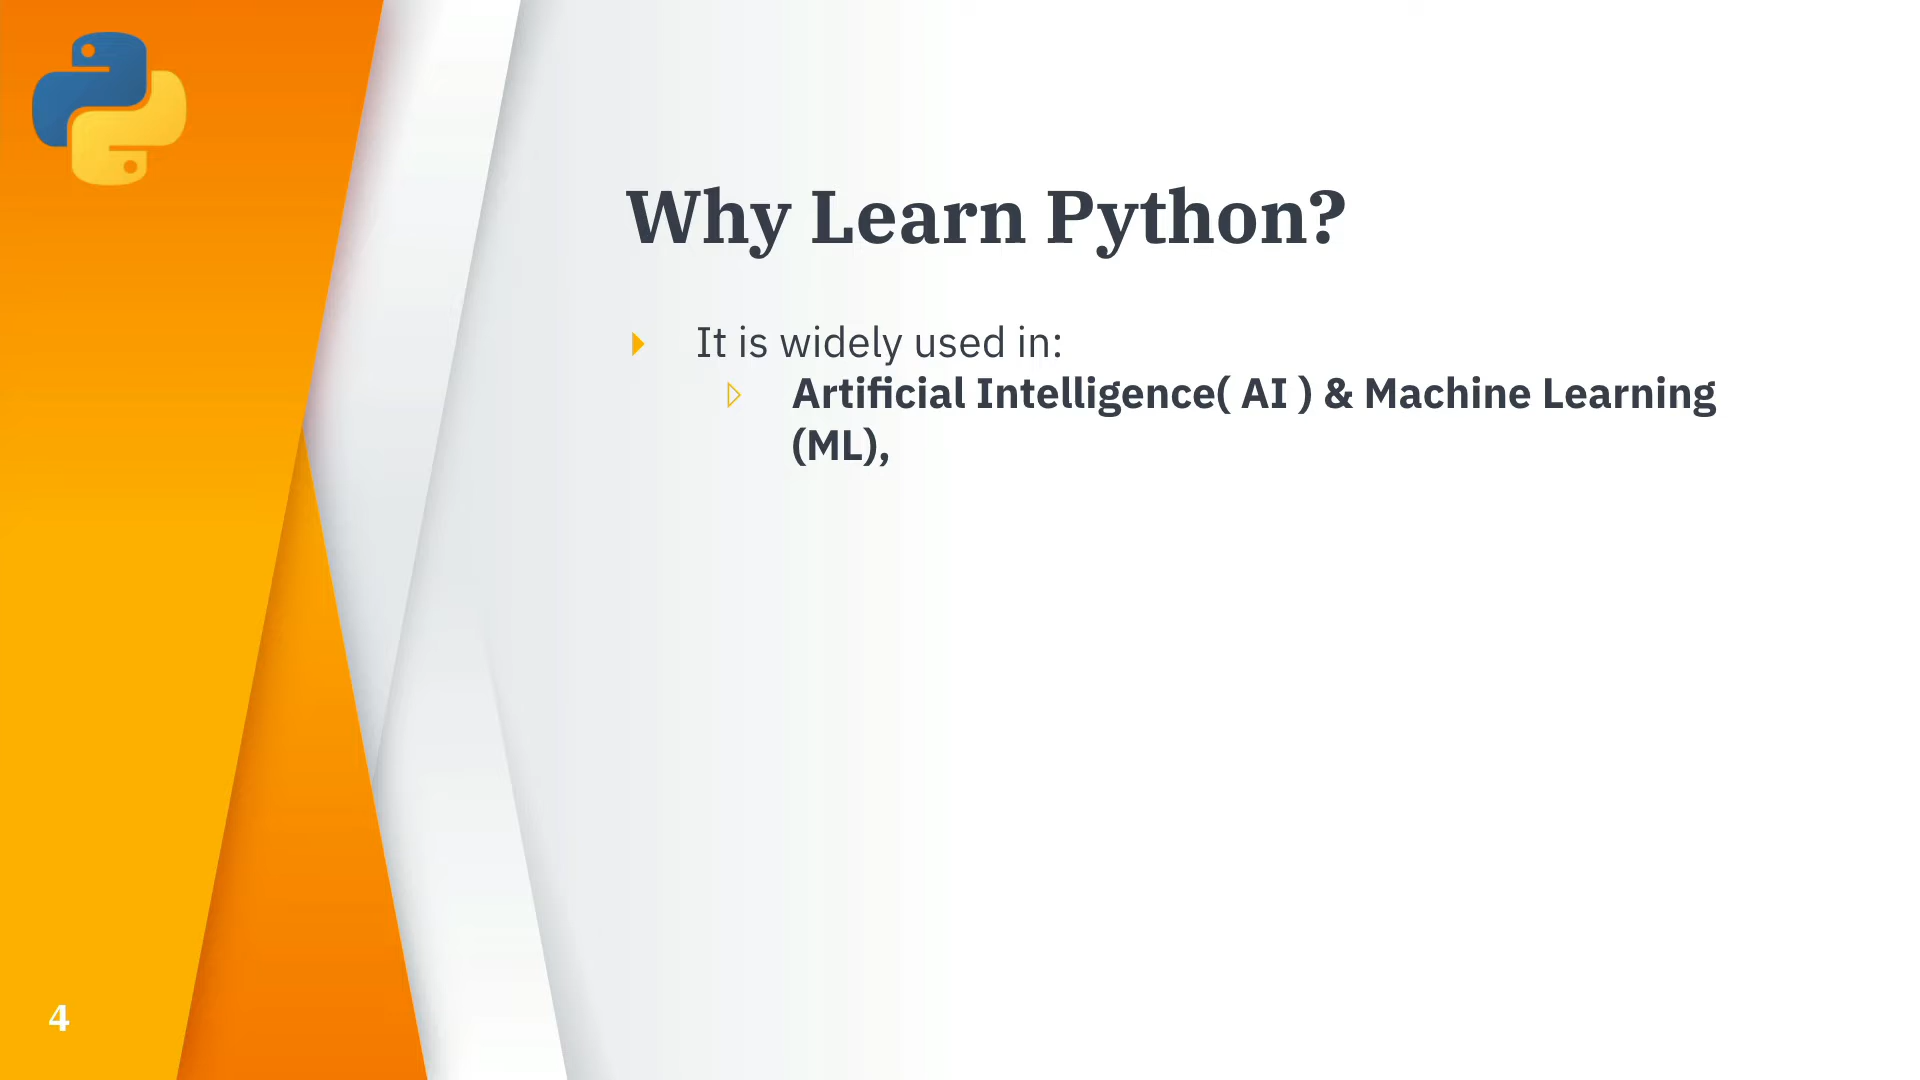 Why Learn Python?
It is widely used in:
Artificial Intelligence( AI ) & Machine Learning
(ML),
4